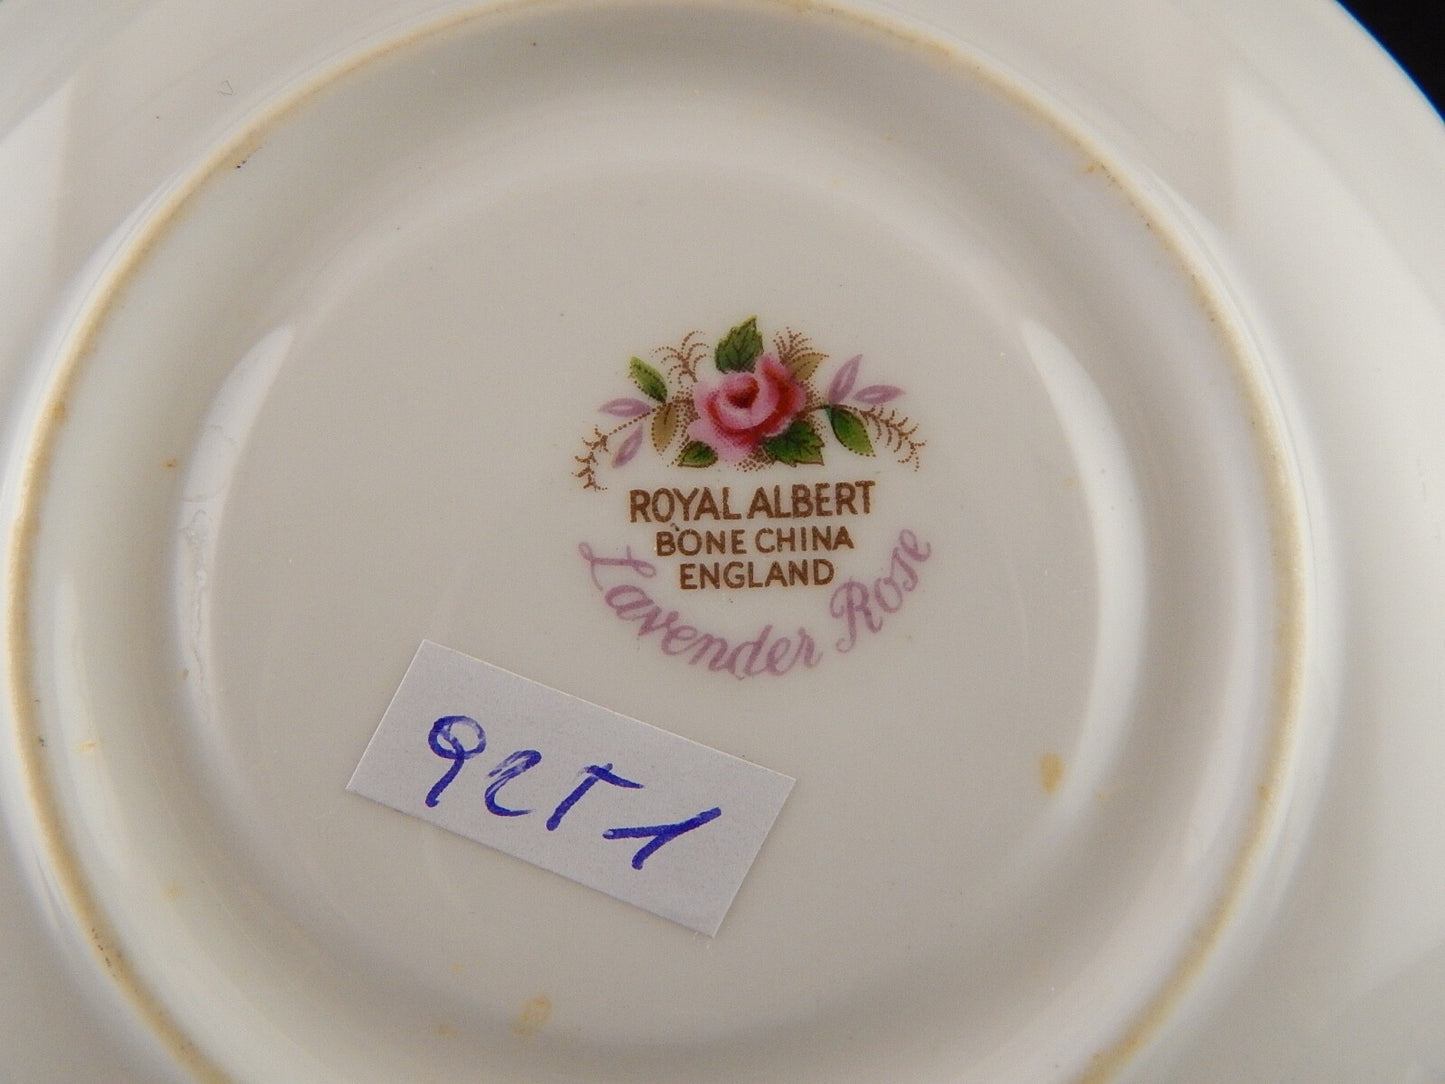 ROYAL ALBERT
BONE CHINA
ENGLAND
Lavender Rose
92T1